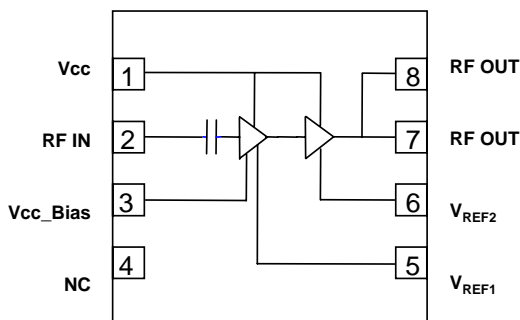 Vcc 1 8 RF OUT
RF IN 2 7 RF OUT
Vcc_Bias 3 6 VREF2
NC 4 5 VREF1